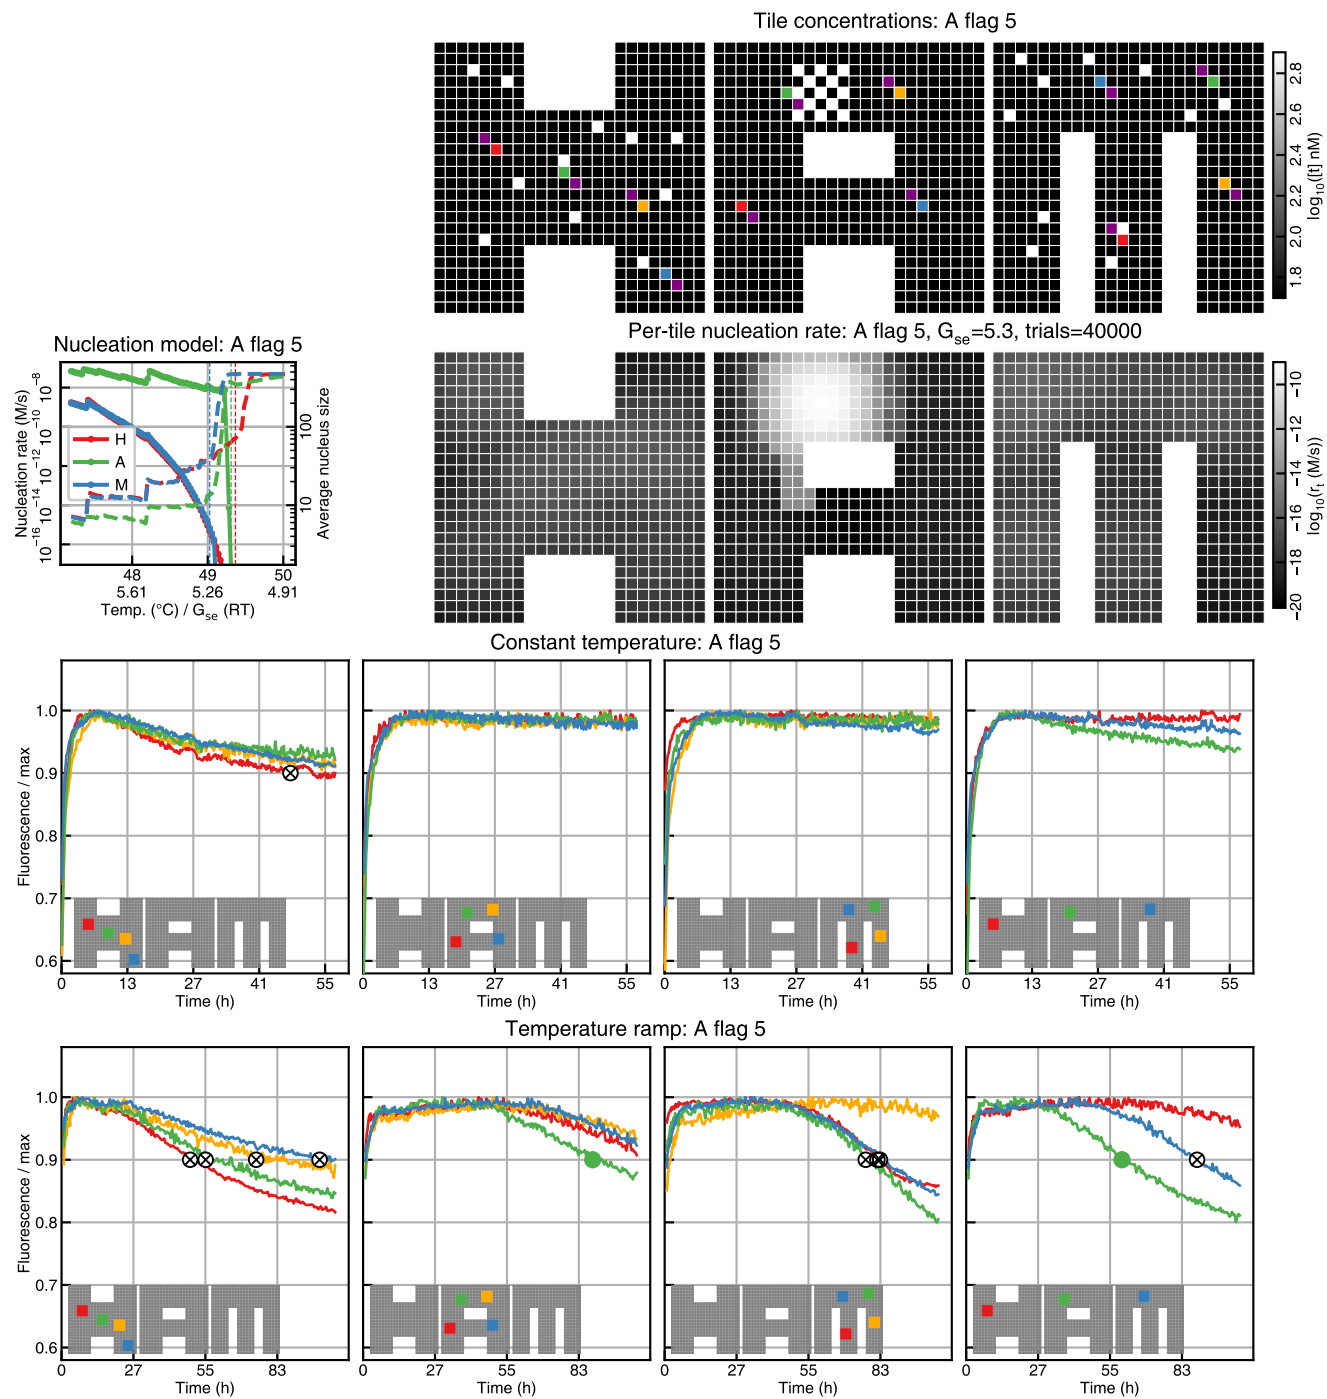 Tile concentrations: A flag 5
2.8
2.6
2.4
2.2
2.0
1.8
log₁₀([t] nM)
Per-tile nucleation rate: A flag 5, Gse=5.3, trials=40000
−10
−12
−14
−16
−18
−20
log₁₀(rt (M/s))
Nucleation model: A flag 5
Nucleation rate (M/s)
10⁻⁸
10⁻¹⁰
10⁻¹²
10⁻¹⁴
10⁻¹⁶
H
A
M
100
10
Average nucleus size
48 49 50
5.61 5.26 4.91
Temp. (°C) / Gse (RT)
Constant temperature: A flag 5
Fluorescence / max
1.0
0.9
0.8
0.7
0.6
0 13 27 41 55
0 13 27 41 55
0 13 27 41 55
0 13 27 41 55
Time (h)
Time (h)
Time (h)
Time (h)
Temperature ramp: A flag 5
Fluorescence / max
1.0
0.9
0.8
0.7
0.6
0 27 55 83
0 27 55 83
0 27 55 83
0 27 55 83
Time (h)
Time (h)
Time (h)
Time (h)